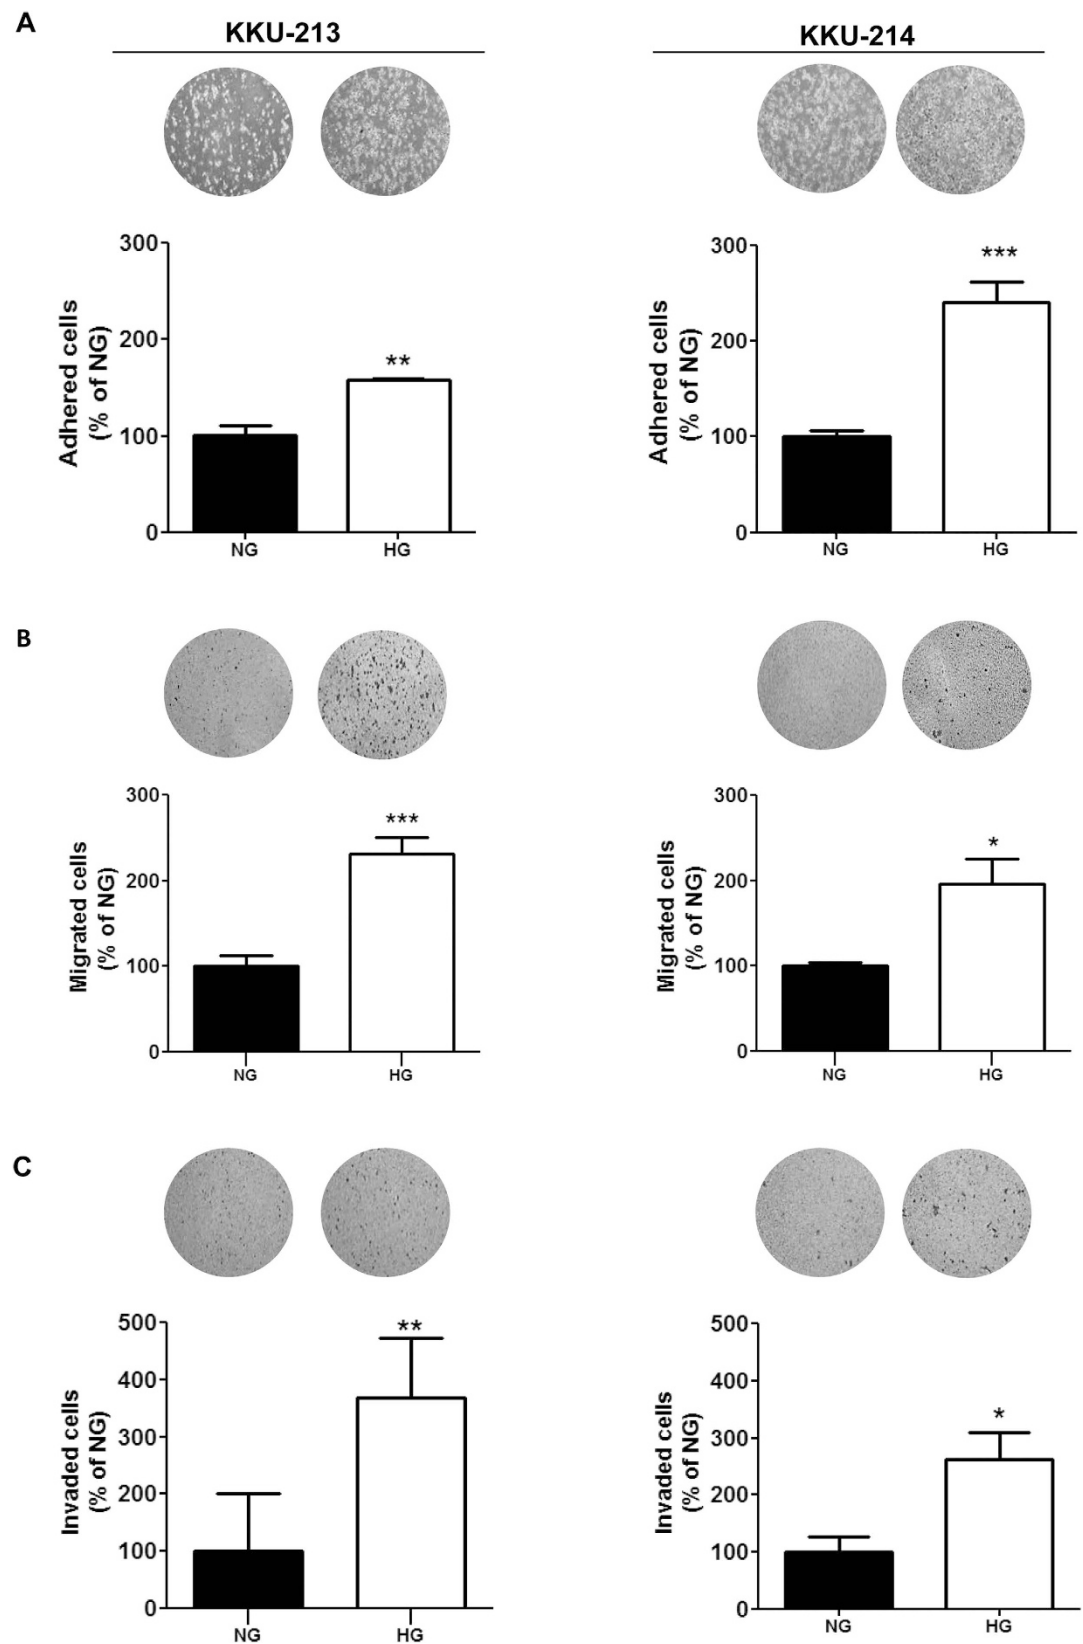 A
KKU-213
KKU-214
Adhered cells
(% of NG)
300
200
100
0
**
NG
HG
Adhered cells
(% of NG)
300
200
100
0
***
NG
HG
B
Migrated cells
(% of NG)
300
200
100
0
***
NG
HG
Migrated cells
(% of NG)
300
200
100
0
*
NG
HG
C
Invaded cells
(% of NG)
500
400
300
200
100
0
**
NG
HG
Invaded cells
(% of NG)
500
400
300
200
100
0
*
NG
HG